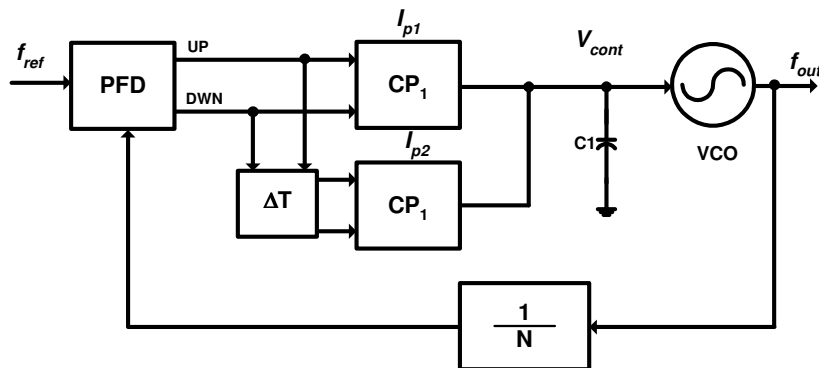 I_p1
V_cont
f_ref
UP
f_out
PFD
CP_1
DWN
C1
VCO
I_p2
ΔT
CP_1
1
N